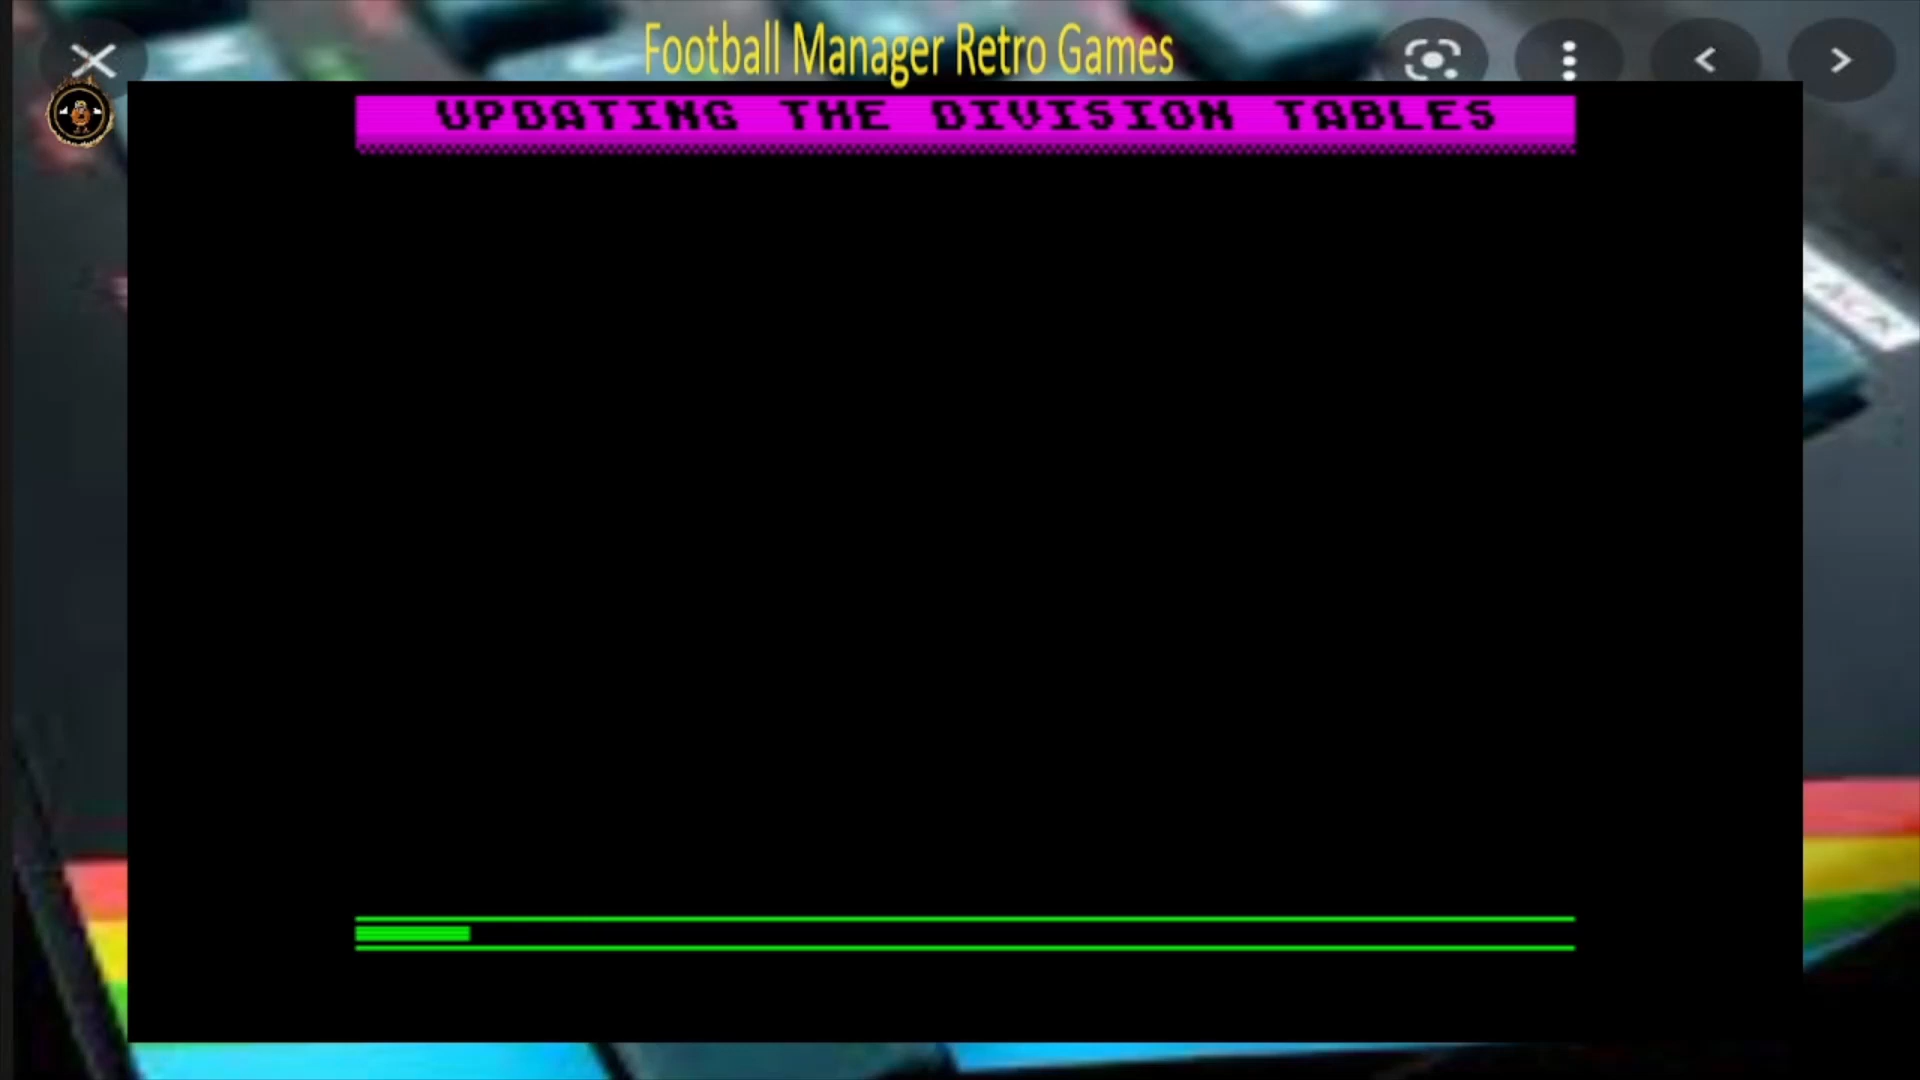 Football Manager Retro Games
UPDATING THE DIVISION TABLES